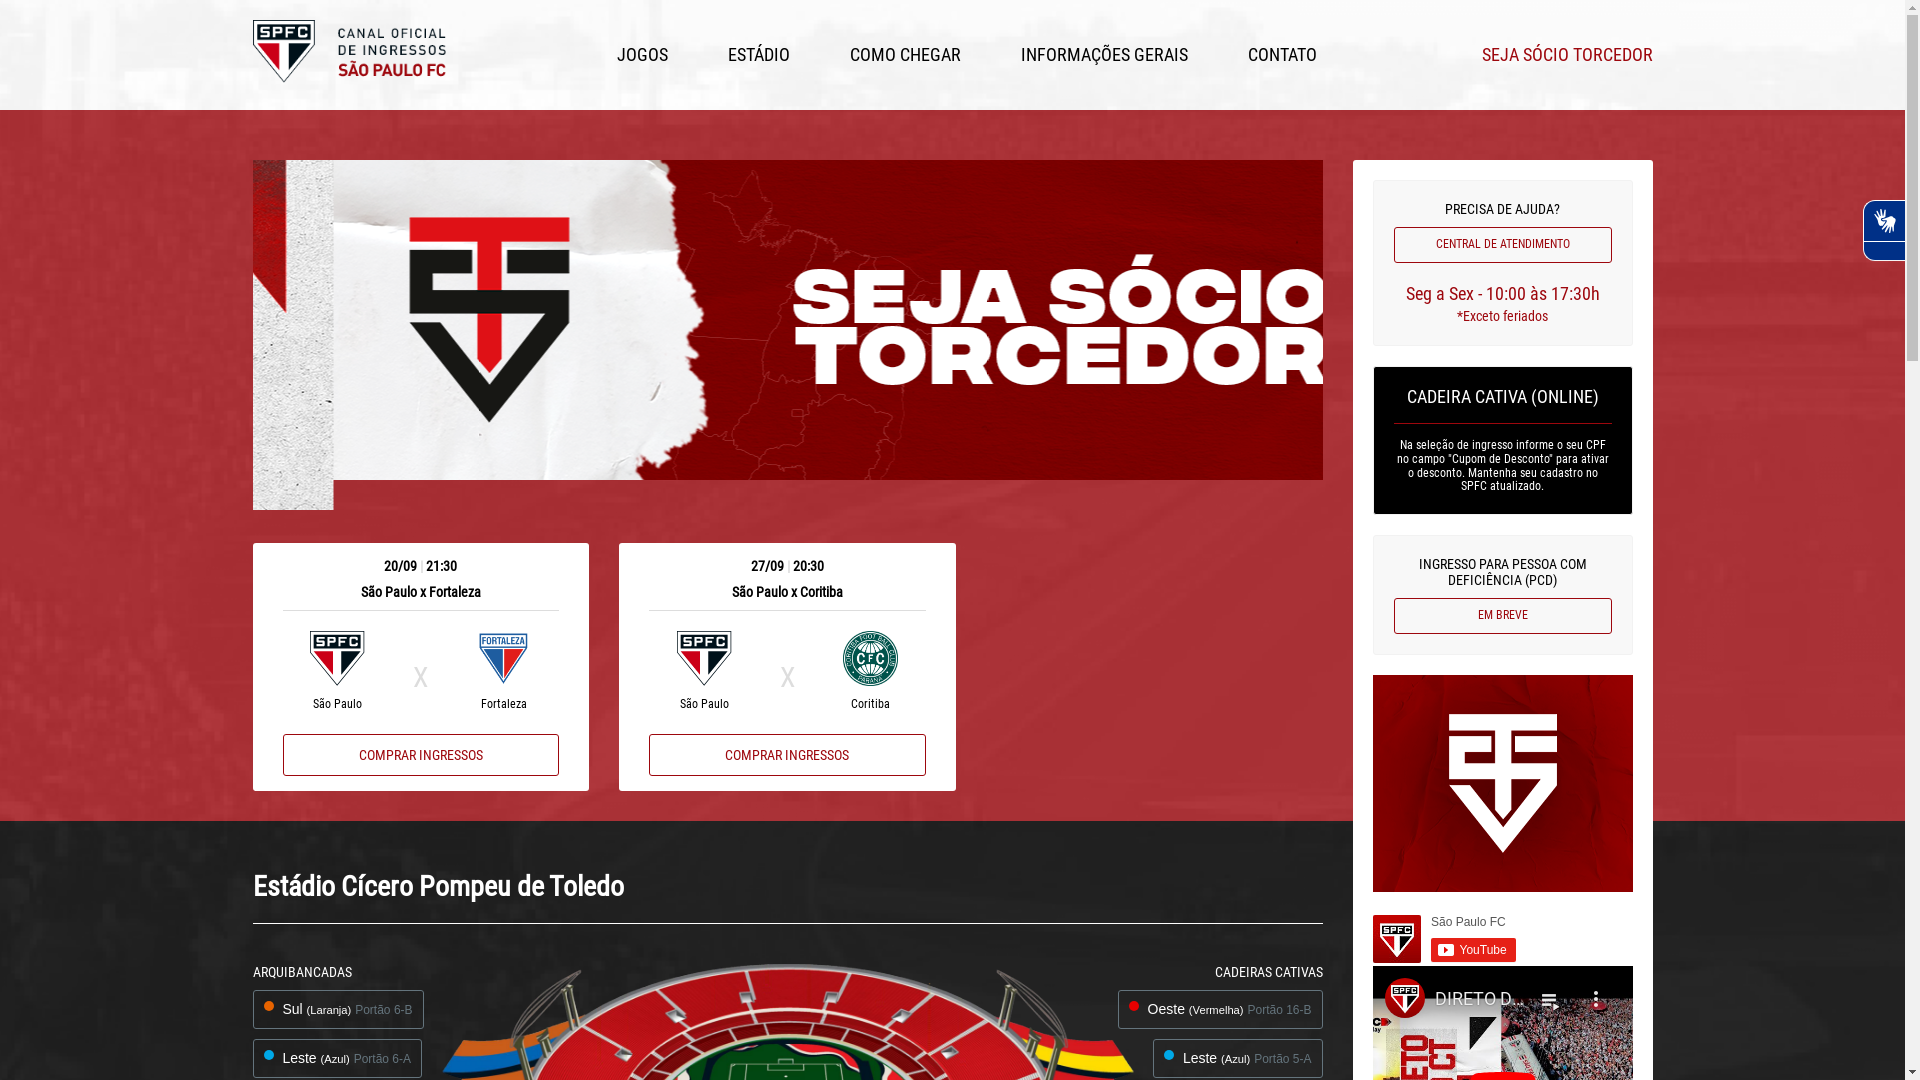 SPFC
CANAL OFICIAL
DE INGRESSOS
SÃO PAULO FC
JOGOS
ESTÁDIO
COMO CHEGAR
INFORMAÇÕES GERAIS
CONTATO
SEJA SÓCIO TORCEDOR
SEJA SÓCIO
TORCEDOR
20/09 | 21:30
São Paulo x Fortaleza
SPFC
X
FORTALEZA
São Paulo
Fortaleza
COMPRAR INGRESSOS
27/09 | 20:30
São Paulo x Coritiba
SPFC
X
CFC
São Paulo
Coritiba
COMPRAR INGRESSOS
PRECISA DE AJUDA?
CENTRAL DE ATENDIMENTO
Seg a Sex - 10:00 às 17:30h
*Exceto feriados
CADEIRA CATIVA (ONLINE)
Na seleção de ingresso informe o seu CPF
no campo "Cupom de Desconto" para ativar
o desconto. Mantenha seu cadastro no
SPFC atualizado.
INGRESSO PARA PESSOA COM
DEFICIÊNCIA (PCD)
EM BREVE
SPFC
São Paulo FC
YouTube
SPFC
DIRETO D...
Estádio Cícero Pompeu de Toledo
ARQUIBANCADAS
Sul (Laranja) Portão 6-B
Leste (Azul) Portão 6-A
CADEIRAS CATIVAS
Oeste (Vermelha) Portão 16-B
Leste (Azul) Portão 5-A